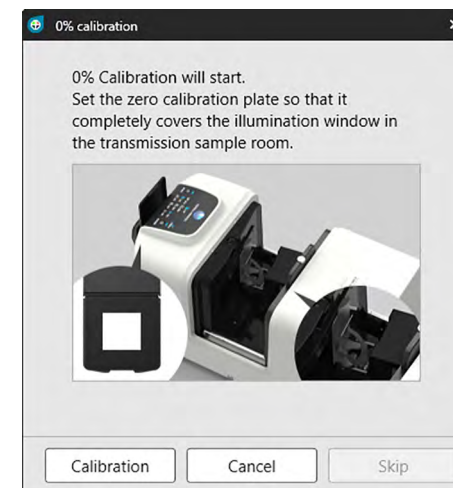 0% calibration
0% Calibration will start.
Set the zero calibration plate so that it
completely covers the illumination window in
the transmission sample room.
Calibration
Cancel
Skip